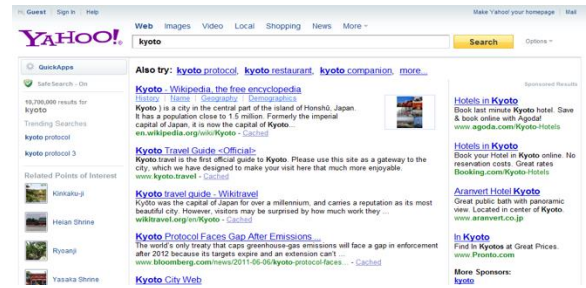 Hi, Guest | Sign In | Help
Make Yahoo! your homepage | Mail
YAHOO!
Web Images Video Local Shopping News More
kyoto
Search
Options
QuickApps
SafeSearch - On
19,700,000 results for
kyoto
Trending Searches
kyoto protocol
kyoto protocol 3
Related Points of Interest
Kinkaku-ji
Heian Shrine
Ryoanji
Yasaka Shrine
Also try: kyoto protocol, kyoto restaurant, kyoto companion, more...
Kyoto - Wikipedia, the free encyclopedia
History | Name | Geography | Demographics
Kyoto ) is a city in the central part of the island of Honshū, Japan.
It has a population close to 1.5 million. Formerly the imperial
capital of Japan, it is now the capital of Kyoto...
en.wikipedia.org/wiki/Kyoto - Cached
Kyoto Travel Guide <Official>
Kyoto.travel is the first official guide to Kyoto. Please use this site as a gateway to the
city, which we have designed to make your visit here that much more enjoyable.
www.kyoto.travel - Cached
Kyoto travel guide - Wikitravel
Kyōto was the capital of Japan for over a millennium, and carries a reputation as its most
beautiful city. However, visitors may be surprised by how much work they ...
wikitravel.org/en/Kyoto - Cached
Kyoto Protocol Faces Gap After Emissions ...
The world's only treaty that caps greenhouse-gas emissions will face a gap in enforcement
after 2012 because its targets expire and an extension can't ...
www.bloomberg.com/news/2011-06-06/kyoto-protocol-faces... - Cached
Kyoto City Web
Sponsored Results
Hotels in Kyoto
Book last minute Kyoto hotel. Save
& book online with Agoda!
www.agoda.com/Kyoto-Hotels
Hotels in Kyoto
Book your Hotel in Kyoto online. No
reservation costs. Great rates
Booking.com/Kyoto-Hotels
Aranvert Hotel Kyoto
Great public bath with panoramic
view. Located in center of Kyoto.
www.aranvert.co.jp
In Kyoto
Find In Kyotos at Great Prices.
www.Pronto.com
More Sponsors:
kyoto